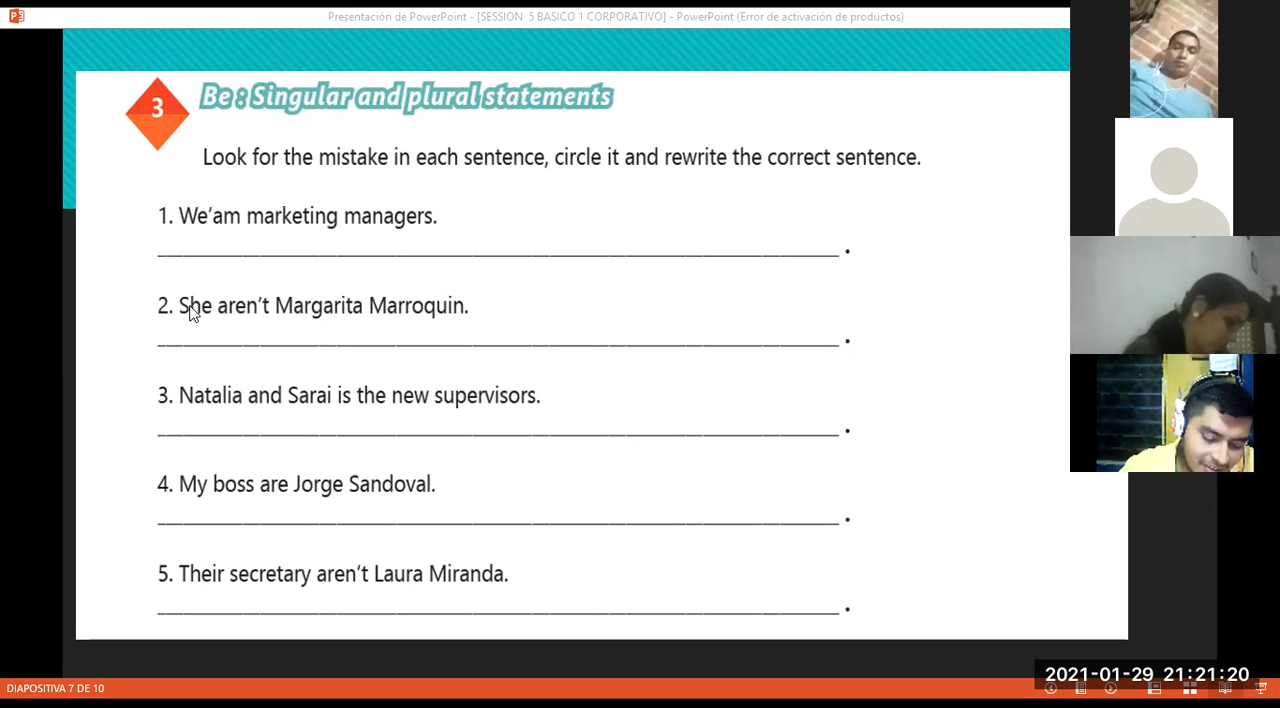 Presentación de PowerPoint - [SESSION 5 BASICO 1 CORPORATIVO] - PowerPoint (Error de activación de productos)
3
Be : Singular and plural statements
Look for the mistake in each sentence, circle it and rewrite the correct sentence.
1. We'am marketing managers.
2. She aren't Margarita Marroquin.
3. Natalia and Sarai is the new supervisors.
4. My boss are Jorge Sandoval.
5. Their secretary aren't Laura Miranda.
2021-01-29 21:21:20
DIAPOSITIVA 7 DE 10